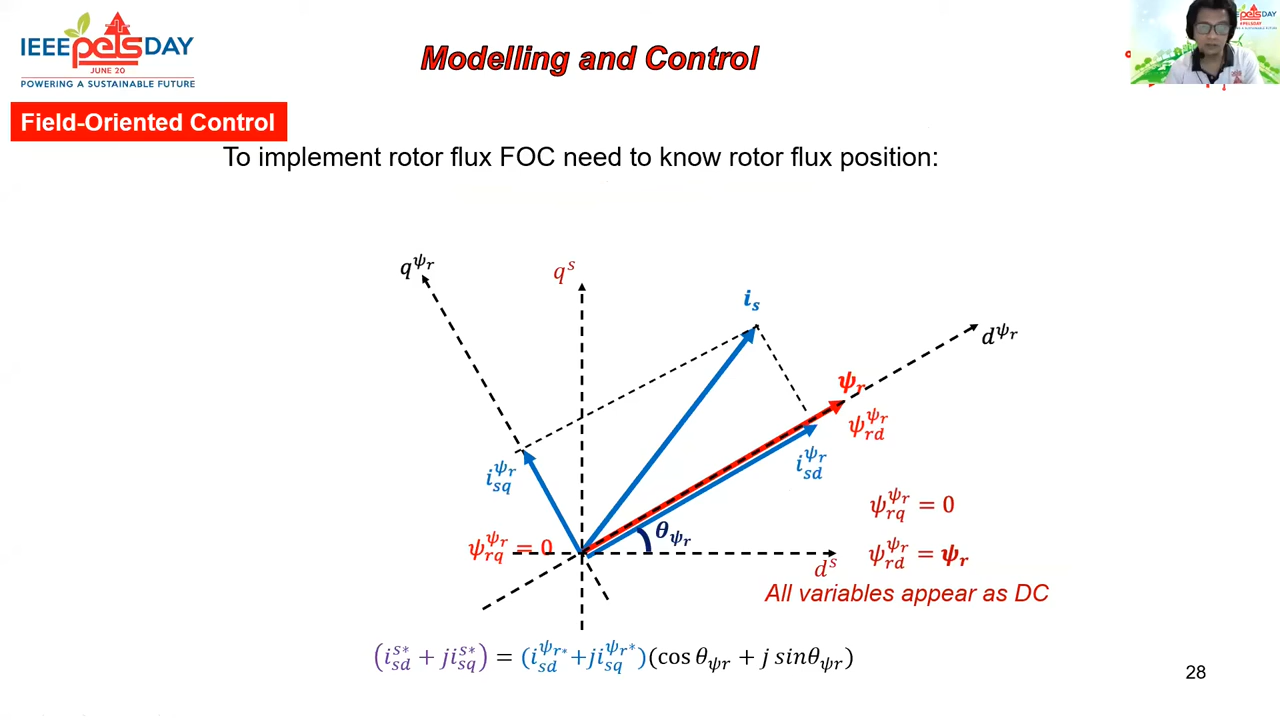 IEEE pels DAY
JUNE 20
POWERING A SUSTAINABLE FUTURE
Modelling and Control
Field-Oriented Control
To implement rotor flux FOC need to know rotor flux position:
q^ψr
q^s
i_s
d^ψr
ψ_r
ψ_rd^ψr
i_sd^ψr
i_sq^ψr
ψ_rq^ψr = 0
θ_ψr
ψ_rq^ψr = 0
ψ_rd^ψr = ψ_r
d^s
All variables appear as DC
(i_sd^s* + ji_sq^s*) = (i_sd^ψr* + ji_sq^ψr*)(cos θ_ψr + j sinθ_ψr)
28